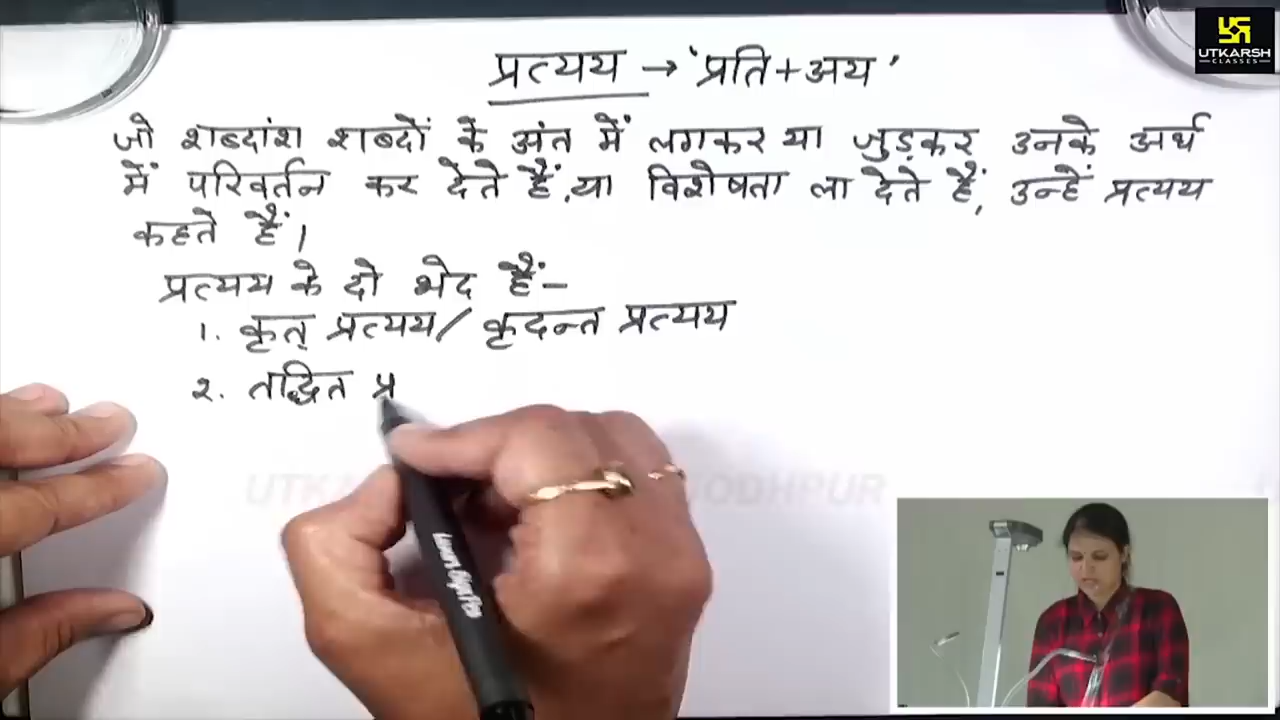 प्रत्यय → 'प्रति+अय'
जो शब्दांश शब्दों के अंत में लगकर या जुड़कर उनके अर्थ
में परिवर्तन कर देते हैं, या विशेषता ला देते हैं, उन्हें प्रत्यय
कहते हैं।
प्रत्यय के दो भेद हैं-
1. कृत् प्रत्यय/ कृदन्त प्रत्यय
2. तद्धित प्र
UTKARSH
CLASSES
JODHPUR